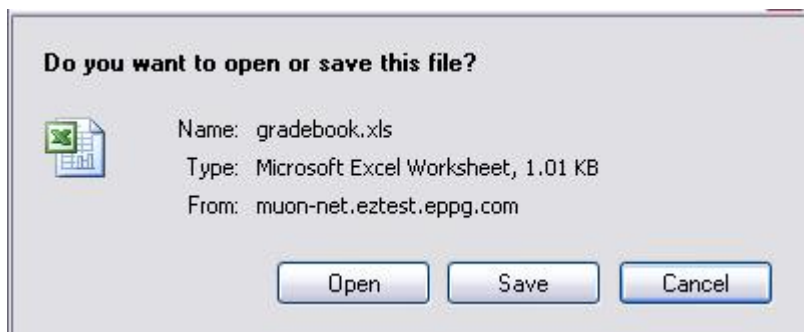 Do you want to open or save this file?
Name: gradebook.xls
Type: Microsoft Excel Worksheet, 1.01 KB
From: muon-net.eztest.eppg.com
Open Save Cancel